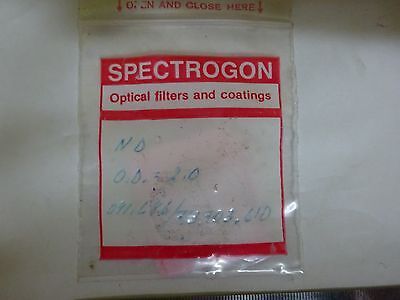 ↓ OPEN AND CLOSE HERE ↓
SPECTROGON
Optical filters and coatings
ND
O.D. = 2.0